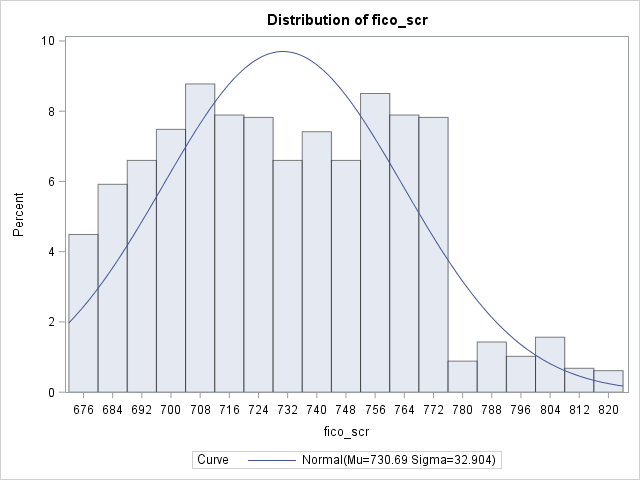 Distribution of fico_scr
10
8
6
4
2
0
Percent
676 684 692 700 708 716 724 732 740 748 756 764 772 780 788 796 804 812 820
fico_scr
Curve Normal(Mu=730.69 Sigma=32.904)